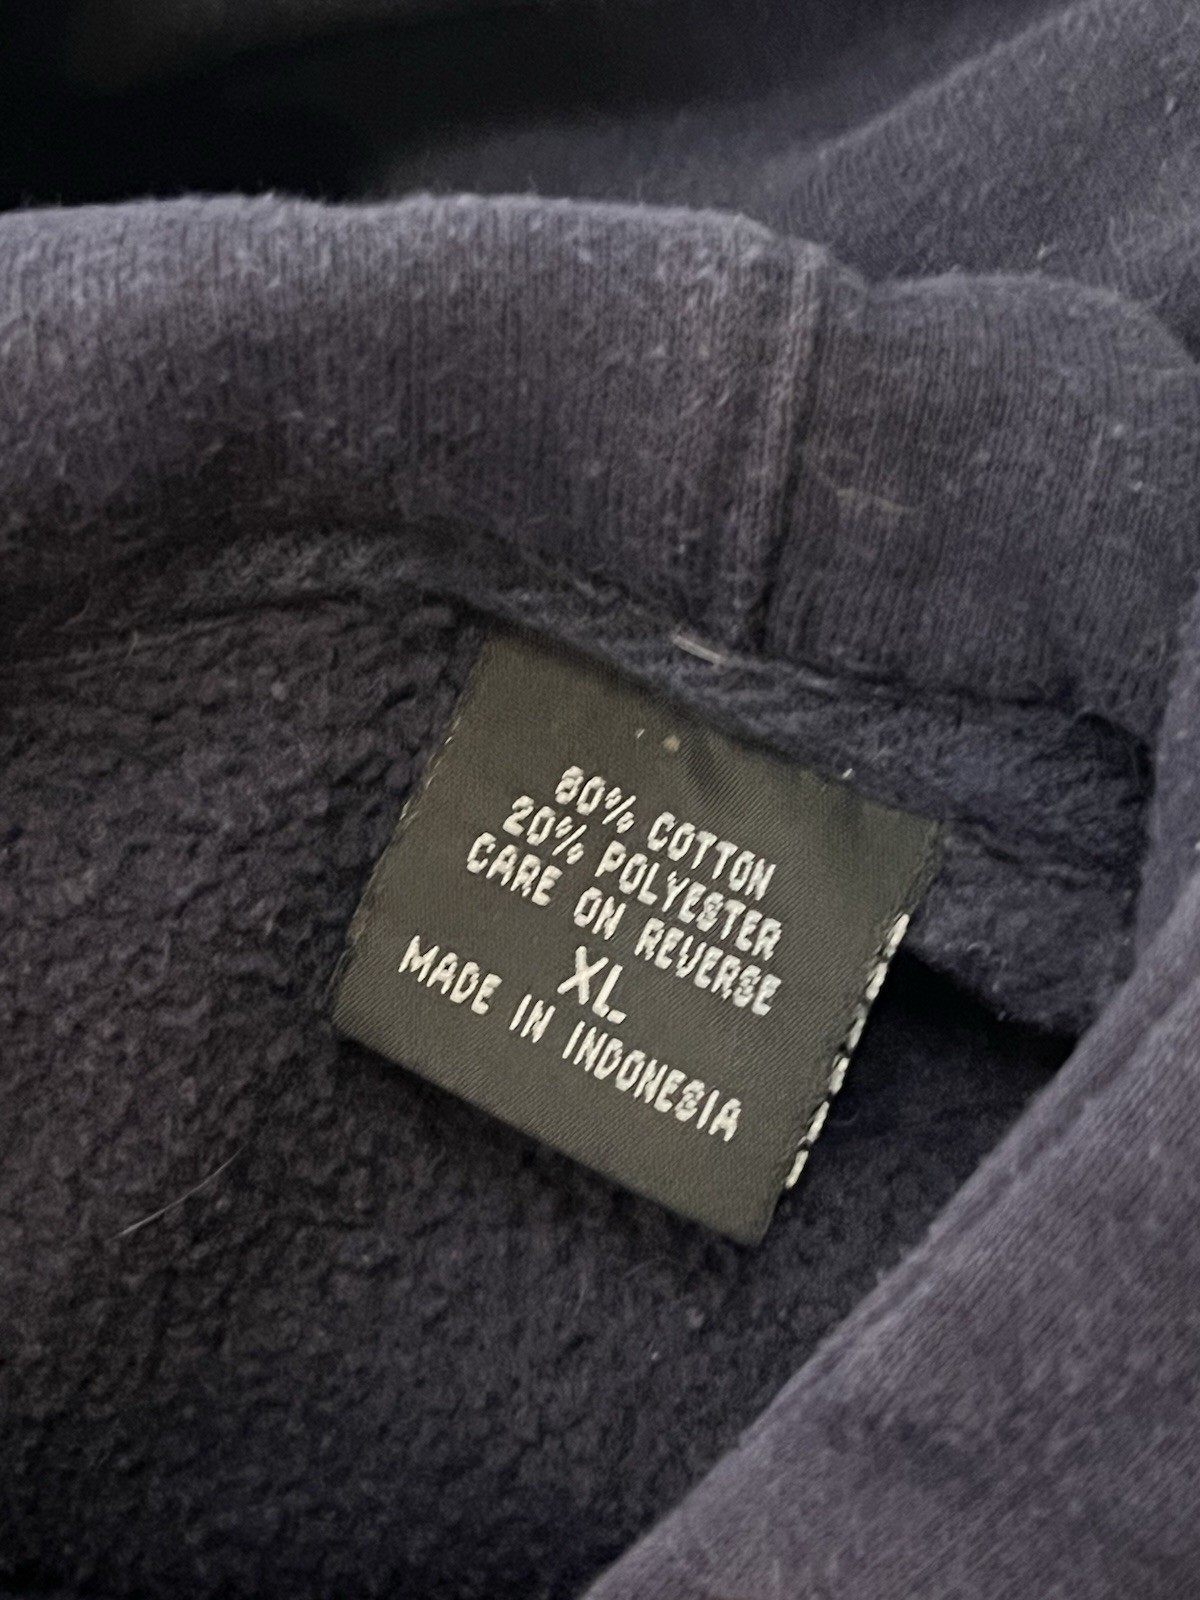 80% COTTON
20% POLYESTER
CARE ON REVERSE
XL
MADE IN INDONESIA